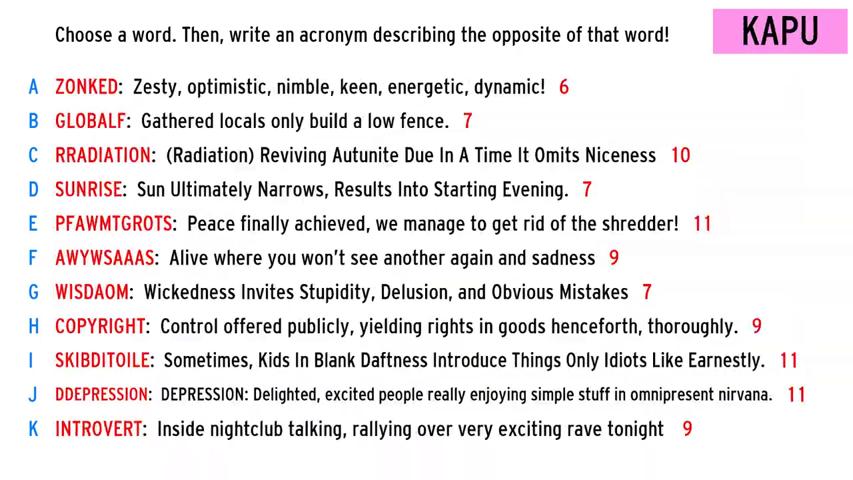 Choose a word. Then, write an acronym describing the opposite of that word!
KAPU
A ZONKED: Zesty, optimistic, nimble, keen, energetic, dynamic! 6
B GLOBALF: Gathered locals only build a low fence. 7
C RRADIATION: (Radiation) Reviving Autunite Due In A Time It Omits Niceness 10
D SUNRISE: Sun Ultimately Narrows, Results Into Starting Evening. 7
E PFAWMTGROTS: Peace finally achieved, we manage to get rid of the shredder! 11
F AWYWSAAAS: Alive where you won't see another again and sadness 9
G WISDAOM: Wickedness Invites Stupidity, Delusion, and Obvious Mistakes 7
H COPYRIGHT: Control offered publicly, yielding rights in goods henceforth, thoroughly. 9
I SKIBDITOILE: Sometimes, Kids In Blank Daftness Introduce Things Only Idiots Like Earnestly. 11
J DDEPRESSION: DEPRESSION: Delighted, excited people really enjoying simple stuff in omnipresent nirvana. 11
K INTROVERT: Inside nightclub talking, rallying over very exciting rave tonight 9